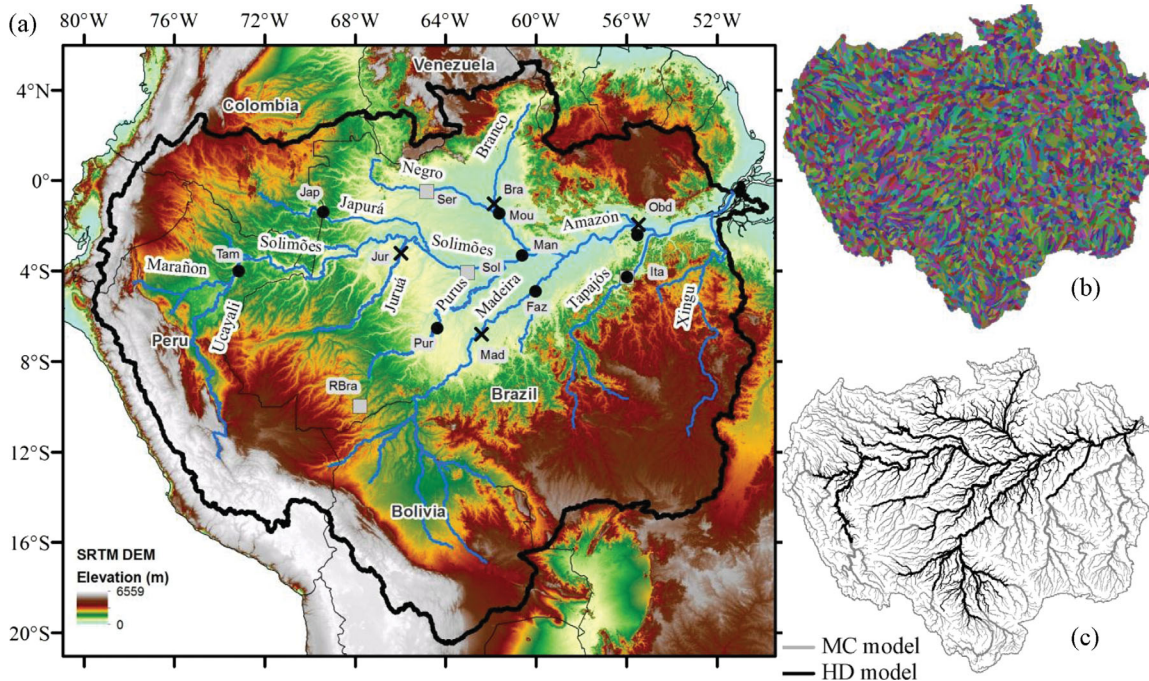 (a)
80°W 76°W 72°W 68°W 64°W 60°W 56°W 52°W
4°N
0°
4°S
8°S
12°S
16°S
20°S
Venezuela
Colombia
Branco
Negro
Ser
Bra
Mou
Jap
Japurá
Amazón
Obd
Solimões
Solimões
Man
Tam
Jur
Sol
Marañon
Ucayali
Juruá
Purus
Madeira
Tapajós
Ita
Xingu
Faz
Peru
Pur
Mad
RBra
Brazil
Bolivia
SRTM DEM
Elevation (m)
6559
0
(b)
(c)
MC model
HD model